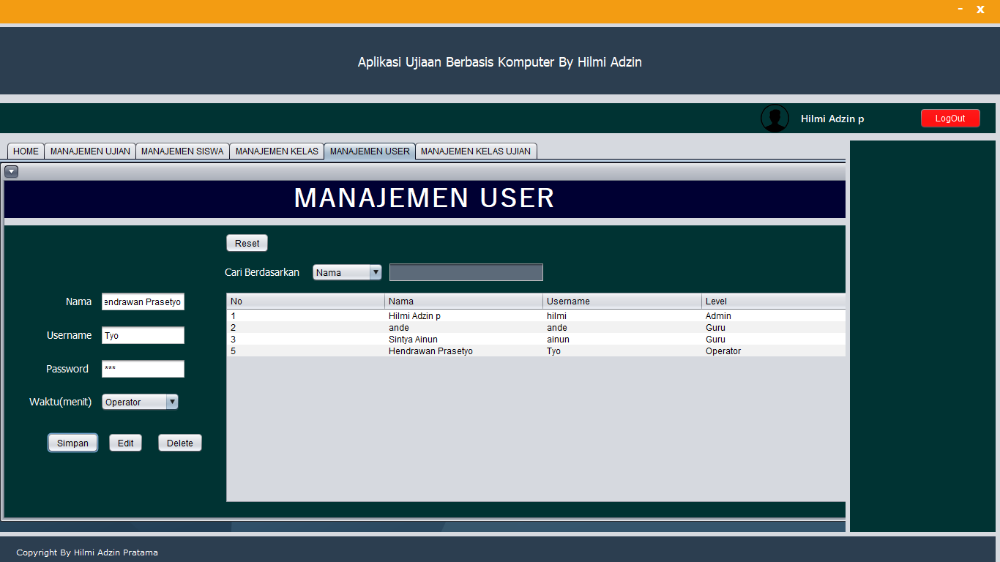 - x
Aplikasi Ujiaan Berbasis Komputer By Hilmi Adzin
Hilmi Adzin p LogOut
HOME MANAJEMEN UJIAN MANAJEMEN SISWA MANAJEMEN KELAS MANAJEMEN USER MANAJEMEN KELAS UJIAN
MANAJEMEN USER
Reset
Cari Berdasarkan Nama
Nama endrawan Prasetyo
Username Tyo
Password ***
Waktu(menit) Operator
Simpan Edit Delete
No Nama Username Level
1 Hilmi Adzin p hilmi Admin
2 ande ande Guru
3 Sintya Ainun ainun Guru
5 Hendrawan Prasetyo Tyo Operator
Copyright By Hilmi Adzin Pratama